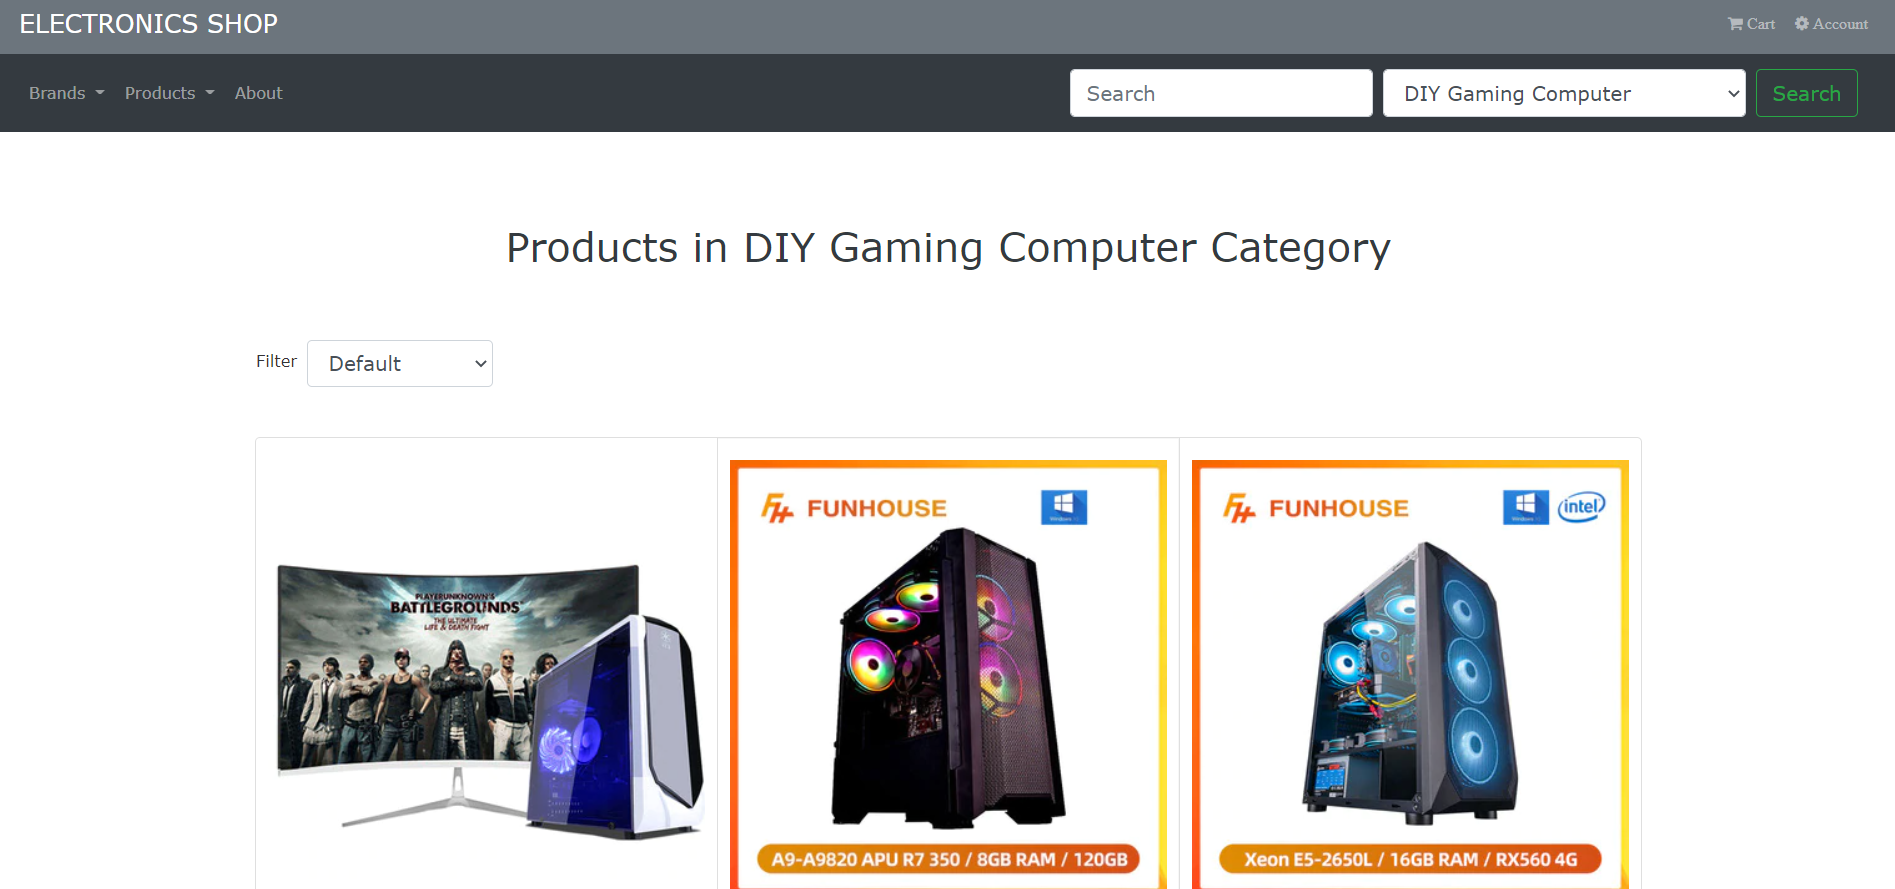 ELECTRONICS SHOP
Cart
Account
Brands
Products
About
Search
DIY Gaming Computer
Search
Products in DIY Gaming Computer Category
Filter
Default
PLAYERUNKNOWN'S
BATTLEGROUNDS
THE ULTIMATE
LIFE & DEATH FIGHT
FH FUNHOUSE
A9-A9820 APU R7 350 / 8GB RAM / 120GB
FH FUNHOUSE
intel
Xeon E5-2650L / 16GB RAM / RX560 4G